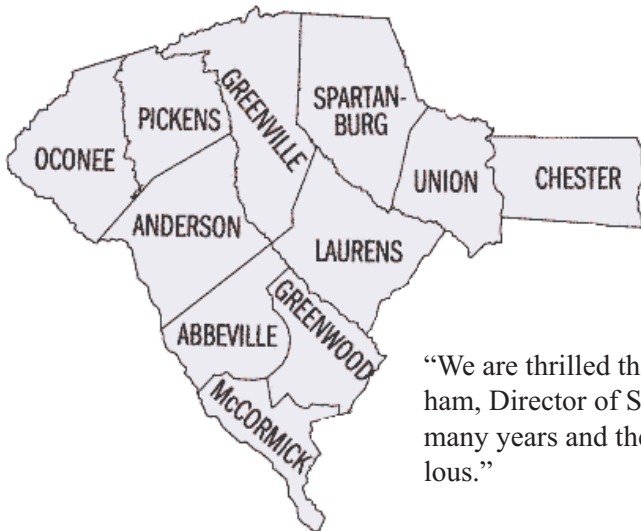 GREENVILLE
SPARTAN-
BURG
PICKENS
OCONEE
UNION
CHESTER
ANDERSON
LAURENS
GREENWOOD
ABBEVILLE
McCORMICK
“We are thrilled th
ham, Director of S
many years and the
lous.”